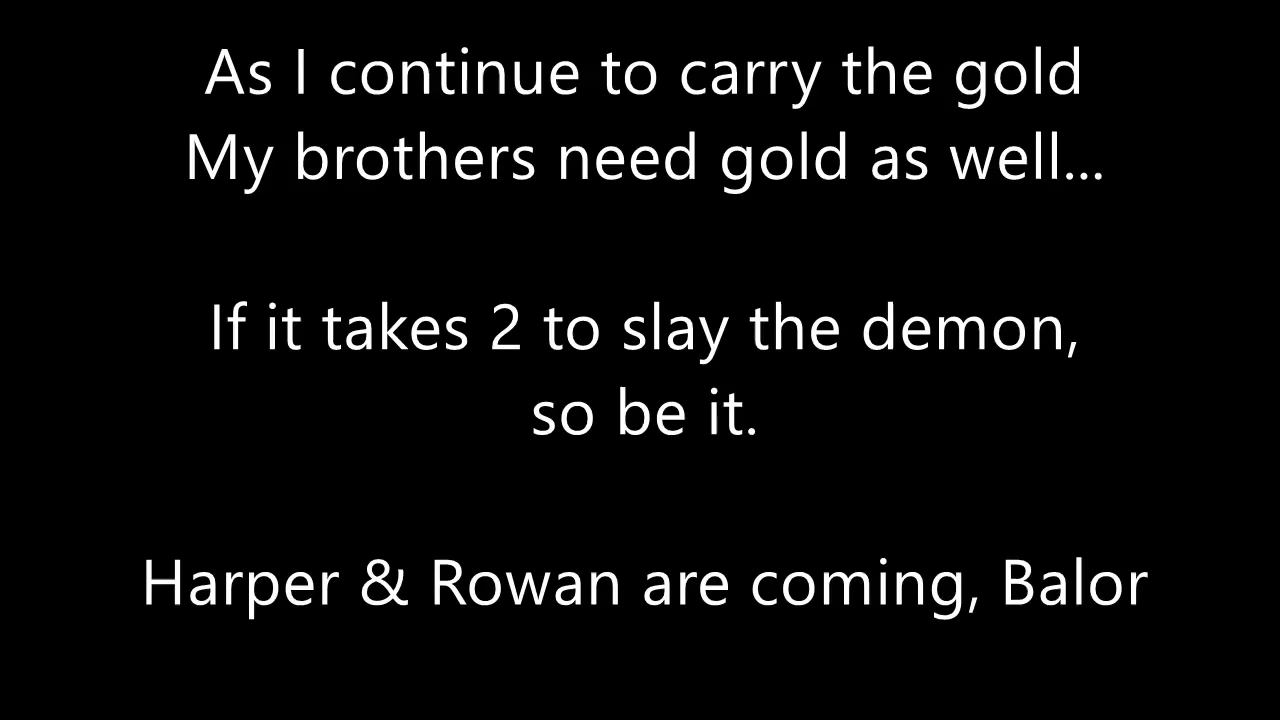 As I continue to carry the gold
My brothers need gold as well...
If it takes 2 to slay the demon,
so be it.
Harper & Rowan are coming, Balor